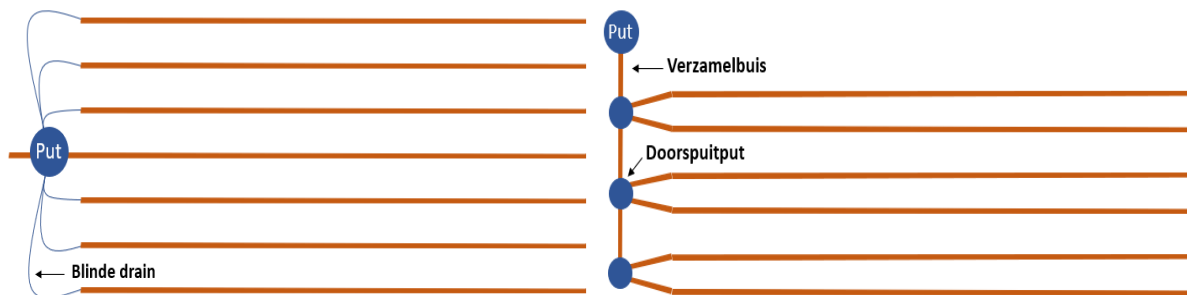 Put
Blinde drain
Put
Verzamelbuis
Doorspuitput